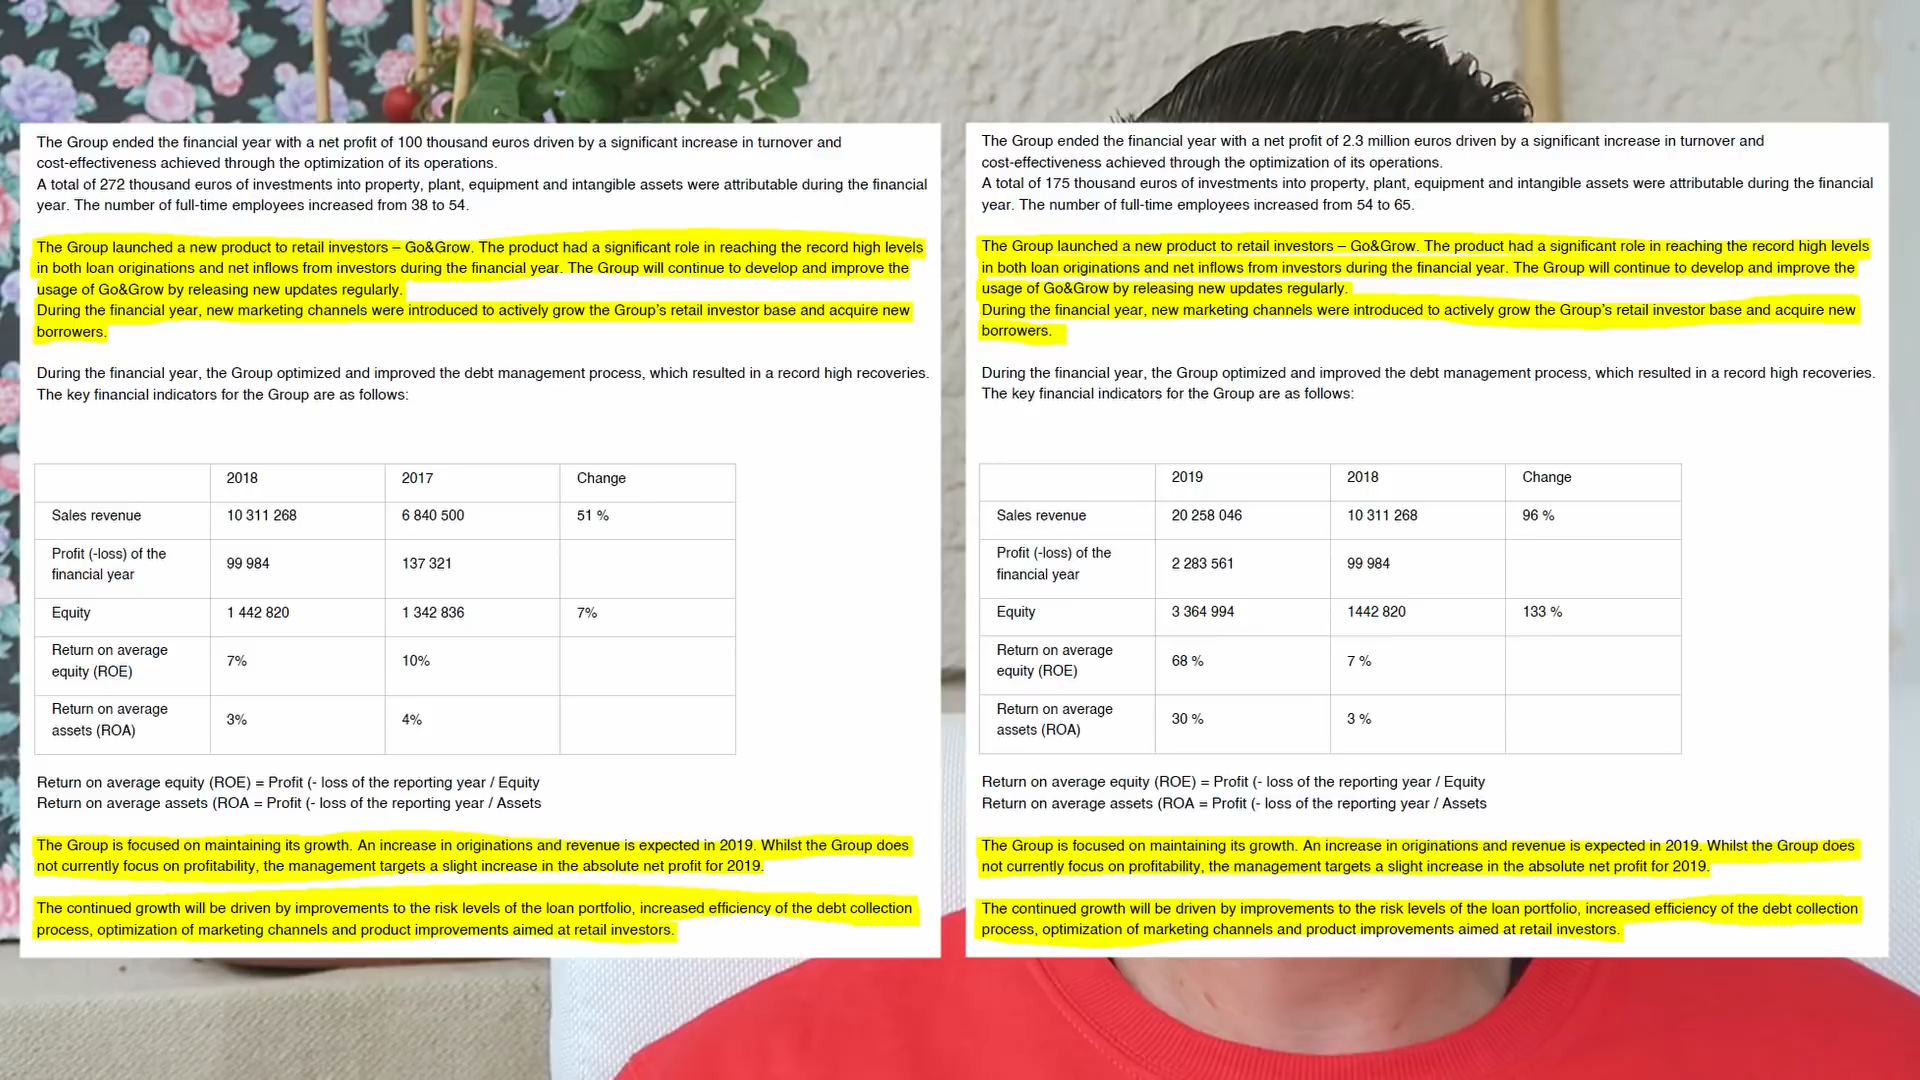 The Group ended the financial year with a net profit of 100 thousand euros driven by a significant increase in turnover and
cost-effectiveness achieved through the optimization of its operations.
A total of 272 thousand euros of investments into property, plant, equipment and intangible assets were attributable during the financial
year. The number of full-time employees increased from 38 to 54.
The Group launched a new product to retail investors – Go&Grow. The product had a significant role in reaching the record high levels
in both loan originations and net inflows from investors during the financial year. The Group will continue to develop and improve the
usage of Go&Grow by releasing new updates regularly.
During the financial year, new marketing channels were introduced to actively grow the Group's retail investor base and acquire new
borrowers.
During the financial year, the Group optimized and improved the debt management process, which resulted in a record high recoveries.
The key financial indicators for the Group are as follows:
2018 2017 Change
Sales revenue 10 311 268 6 840 500 51 %
Profit (-loss) of the
financial year 99 984 137 321
Equity 1 442 820 1 342 836 7%
Return on average
equity (ROE) 7% 10%
Return on average
assets (ROA) 3% 4%
Return on average equity (ROE) = Profit (- loss of the reporting year / Equity
Return on average assets (ROA = Profit (- loss of the reporting year / Assets
The Group is focused on maintaining its growth. An increase in originations and revenue is expected in 2019. Whilst the Group does
not currently focus on profitability, the management targets a slight increase in the absolute net profit for 2019.
The continued growth will be driven by improvements to the risk levels of the loan portfolio, increased efficiency of the debt collection
process, optimization of marketing channels and product improvements aimed at retail investors.
The Group ended the financial year with a net profit of 2.3 million euros driven by a significant increase in turnover and
cost-effectiveness achieved through the optimization of its operations.
A total of 175 thousand euros of investments into property, plant, equipment and intangible assets were attributable during the financial
year. The number of full-time employees increased from 54 to 65.
The Group launched a new product to retail investors – Go&Grow. The product had a significant role in reaching the record high levels
in both loan originations and net inflows from investors during the financial year. The Group will continue to develop and improve the
usage of Go&Grow by releasing new updates regularly.
During the financial year, new marketing channels were introduced to actively grow the Group's retail investor base and acquire new
borrowers.
During the financial year, the Group optimized and improved the debt management process, which resulted in a record high recoveries.
The key financial indicators for the Group are as follows:
2019 2018 Change
Sales revenue 20 258 046 10 311 268 96 %
Profit (-loss) of the
financial year 2 283 561 99 984
Equity 3 364 994 1442 820 133 %
Return on average
equity (ROE) 68 % 7 %
Return on average
assets (ROA) 30 % 3 %
Return on average equity (ROE) = Profit (- loss of the reporting year / Equity
Return on average assets (ROA = Profit (- loss of the reporting year / Assets
The Group is focused on maintaining its growth. An increase in originations and revenue is expected in 2019. Whilst the Group does
not currently focus on profitability, the management targets a slight increase in the absolute net profit for 2019.
The continued growth will be driven by improvements to the risk levels of the loan portfolio, increased efficiency of the debt collection
process, optimization of marketing channels and product improvements aimed at retail investors.